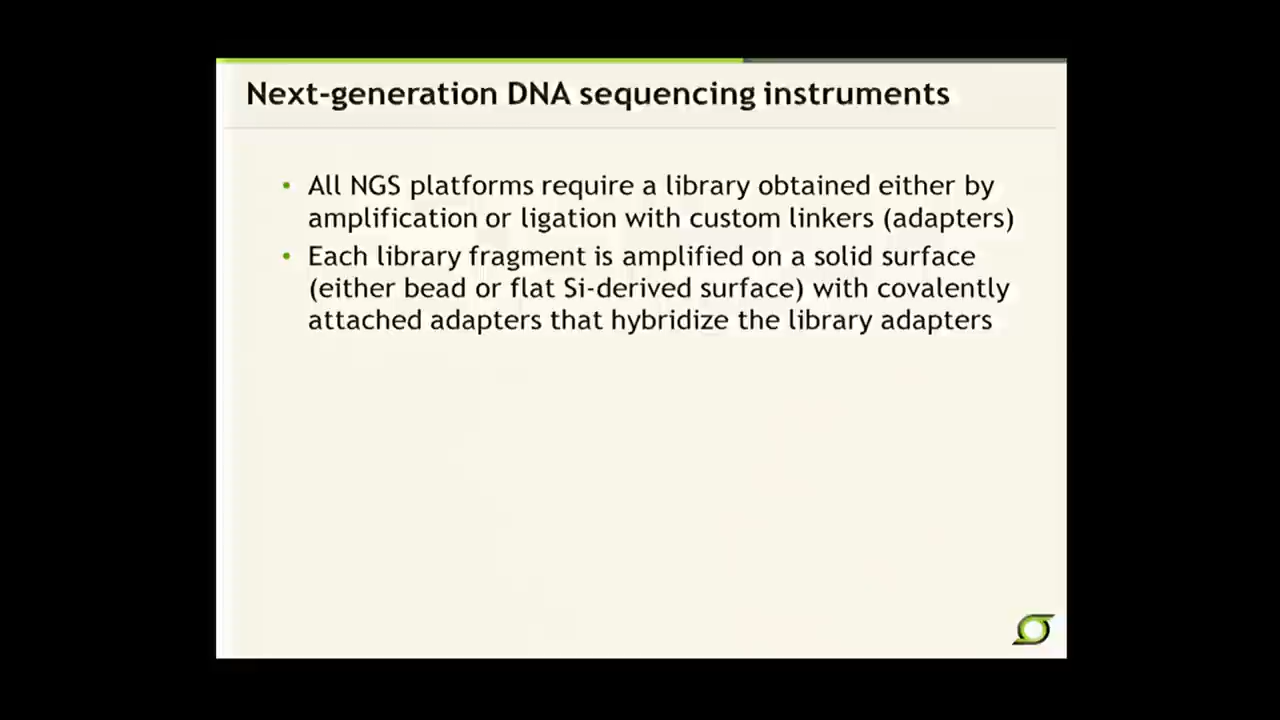 Next-generation DNA sequencing instruments
• All NGS platforms require a library obtained either by
amplification or ligation with custom linkers (adapters)
• Each library fragment is amplified on a solid surface
(either bead or flat Si-derived surface) with covalently
attached adapters that hybridize the library adapters